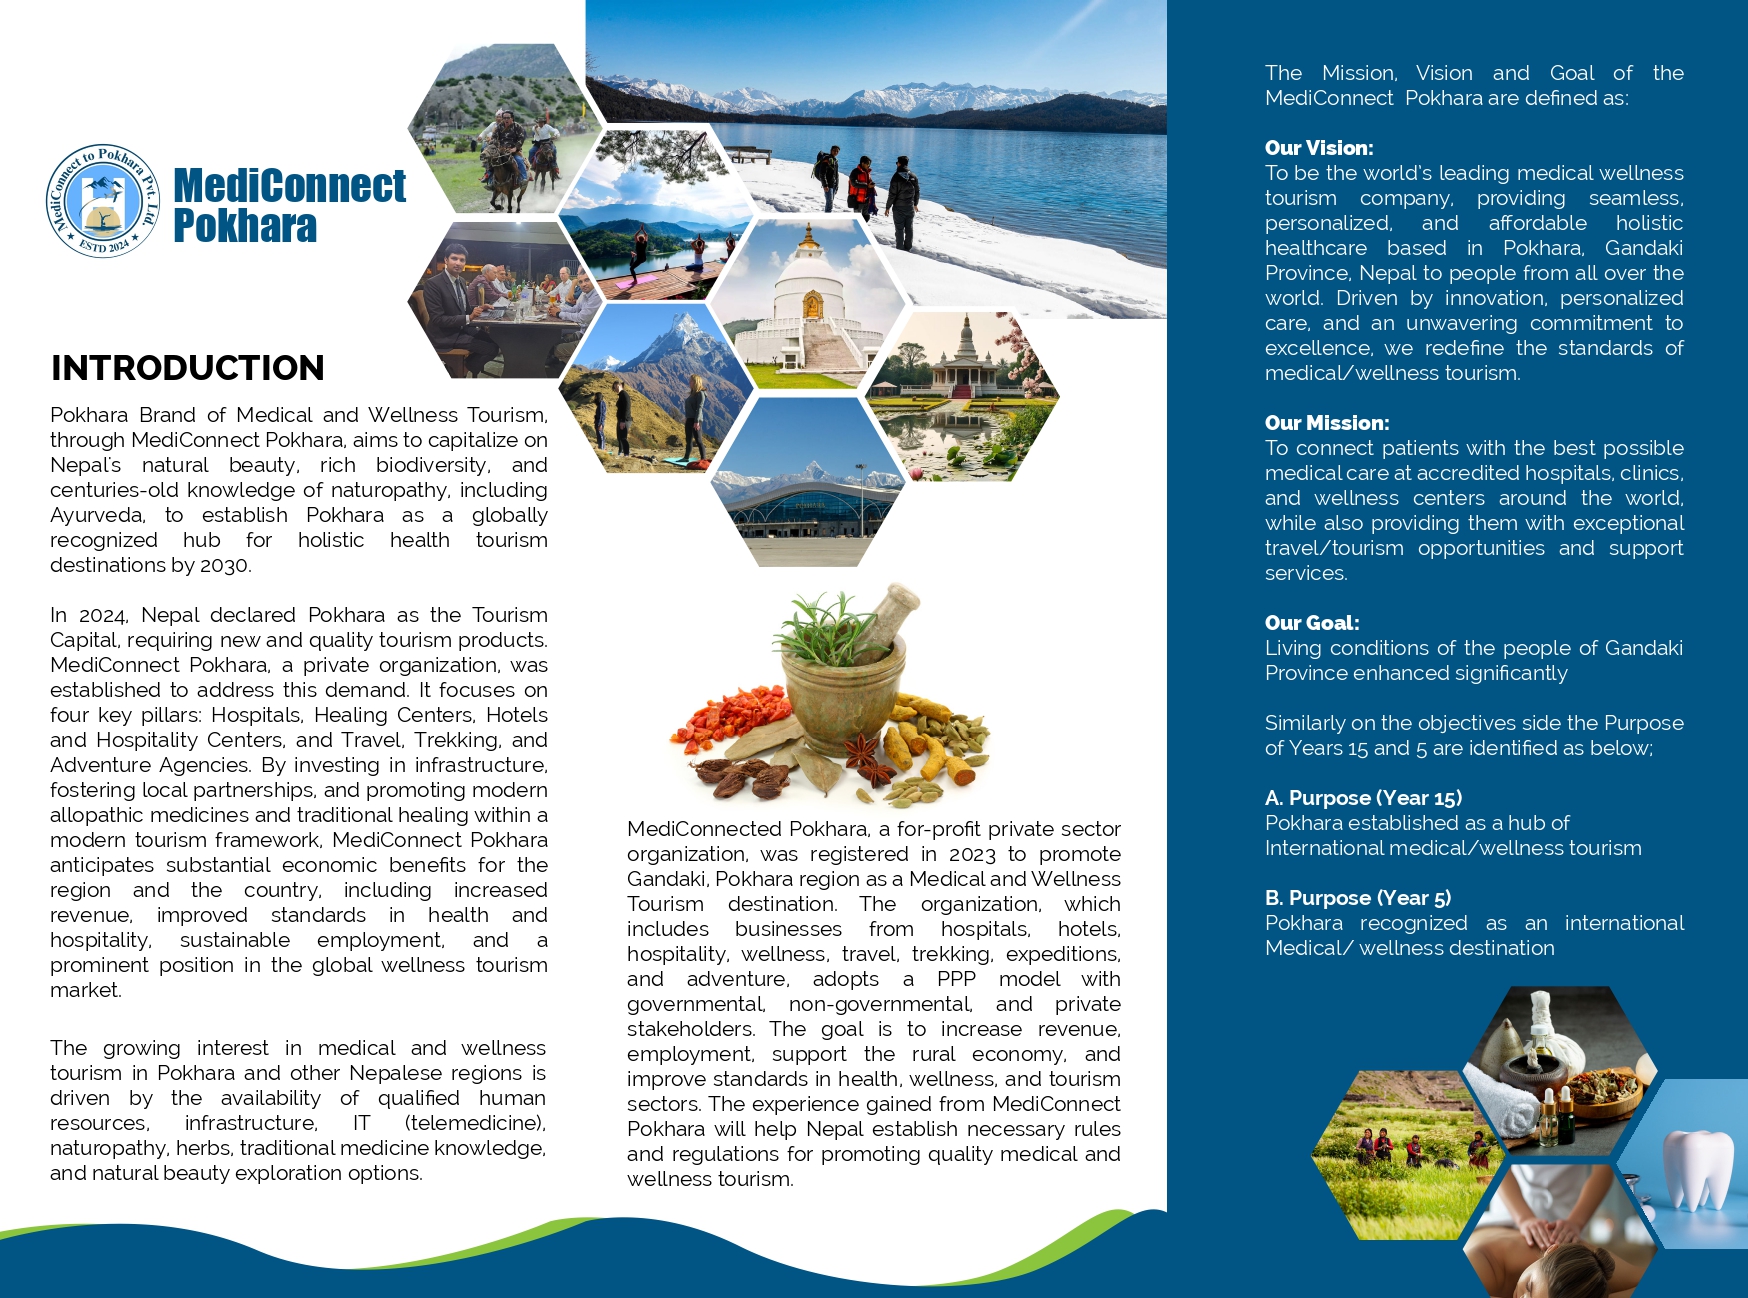 MediConnect to Pokhara Pvt. Ltd.
★ ESTD 2024 ★
MediConnect
Pokhara
INTRODUCTION
Pokhara Brand of Medical and Wellness Tourism,
through MediConnect Pokhara, aims to capitalize on
Nepal's natural beauty, rich biodiversity, and
centuries-old knowledge of naturopathy, including
Ayurveda, to establish Pokhara as a globally
recognized hub for holistic health tourism
destinations by 2030.
In 2024, Nepal declared Pokhara as the Tourism
Capital, requiring new and quality tourism products.
MediConnect Pokhara, a private organization, was
established to address this demand. It focuses on
four key pillars: Hospitals, Healing Centers, Hotels
and Hospitality Centers, and Travel, Trekking, and
Adventure Agencies. By investing in infrastructure,
fostering local partnerships, and promoting modern
allopathic medicines and traditional healing within a
modern tourism framework, MediConnect Pokhara
anticipates substantial economic benefits for the
region and the country, including increased
revenue, improved standards in health and
hospitality, sustainable employment, and a
prominent position in the global wellness tourism
market.
The growing interest in medical and wellness
tourism in Pokhara and other Nepalese regions is
driven by the availability of qualified human
resources, infrastructure, IT (telemedicine),
naturopathy, herbs, traditional medicine knowledge,
and natural beauty exploration options.
MediConnected Pokhara, a for-profit private sector
organization, was registered in 2023 to promote
Gandaki, Pokhara region as a Medical and Wellness
Tourism destination. The organization, which
includes businesses from hospitals, hotels,
hospitality, wellness, travel, trekking, expeditions,
and adventure, adopts a PPP model with
governmental, non-governmental, and private
stakeholders. The goal is to increase revenue,
employment, support the rural economy, and
improve standards in health, wellness, and tourism
sectors. The experience gained from MediConnect
Pokhara will help Nepal establish necessary rules
and regulations for promoting quality medical and
wellness tourism.
The Mission, Vision and Goal of the
MediConnect Pokhara are defined as:
Our Vision:
To be the world's leading medical wellness
tourism company, providing seamless,
personalized, and affordable holistic
healthcare based in Pokhara, Gandaki
Province, Nepal to people from all over the
world. Driven by innovation, personalized
care, and an unwavering commitment to
excellence, we redefine the standards of
medical/wellness tourism.
Our Mission:
To connect patients with the best possible
medical care at accredited hospitals, clinics,
and wellness centers around the world,
while also providing them with exceptional
travel/tourism opportunities and support
services.
Our Goal:
Living conditions of the people of Gandaki
Province enhanced significantly
Similarly on the objectives side the Purpose
of Years 15 and 5 are identified as below;
A. Purpose (Year 15)
Pokhara established as a hub of
International medical/wellness tourism
B. Purpose (Year 5)
Pokhara recognized as an international
Medical/ wellness destination